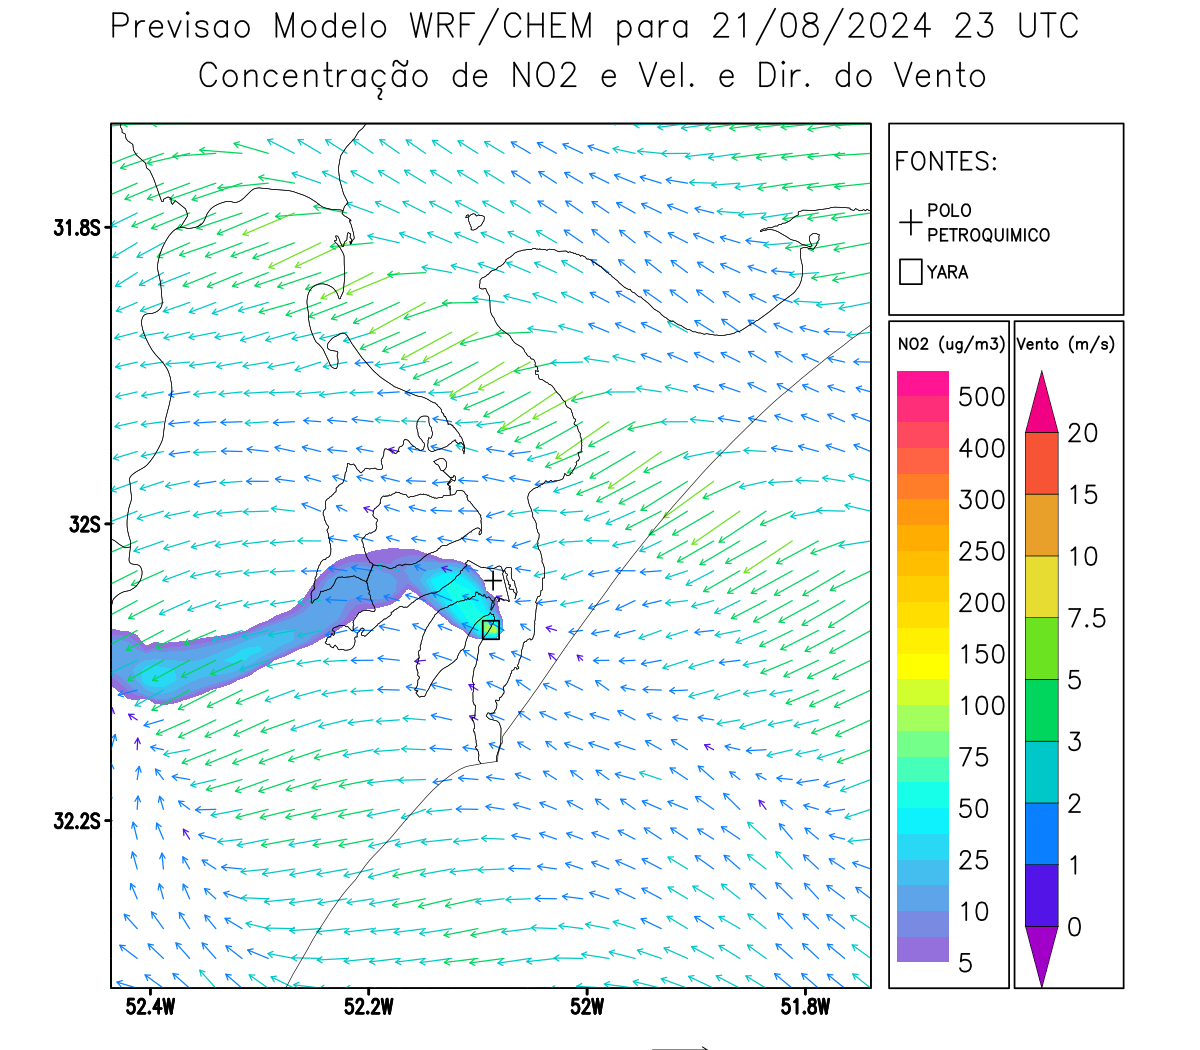 Previsao Modelo WRF/CHEM para 21/08/2024 23 UTC
Concentração de NO2 e Vel. e Dir. do Vento
FONTES:
POLO
PETROQUIMICO
YARA
NO2 (ug/m3)
500
400
300
250
200
150
100
75
50
25
10
5
Vento (m/s)
20
15
10
7.5
5
3
2
1
0
31.8S
32S
32.2S
52.4W
52.2W
52W
51.8W